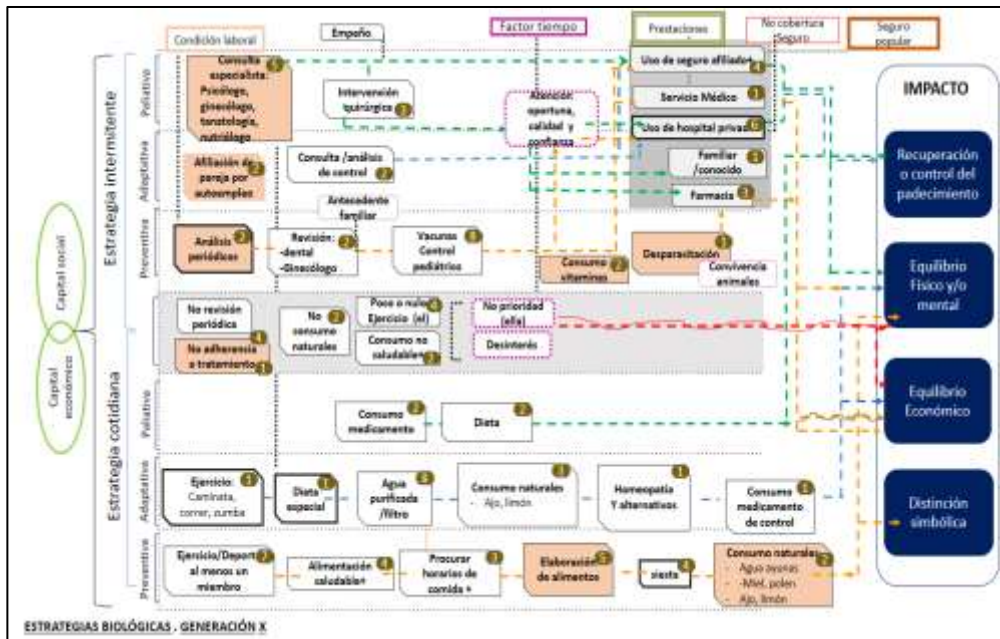 Condición laboral
Empeño
Factor tiempo
Prestaciones
No cobertura
Seguro
Seguro
popular
Estrategia intermitente
Estrategia cotidiana
Capital social
Capital económico
Paliativo
Adaptativa
Preventiva
Consulta
especialista:
Psicólogo,
ginecólogo,
tanatología,
nutriólogo
Intervención
quirúrgica
Atención:
oportuna,
calidad y
confianza
Uso de seguro afiliado+
Servicio Médico
Uso de hospital privado
Familiar
/conocido
Farmacia
Afiliación de
pareja por
autoempleo
Consulta /análisis
de control
Antecedente
familiar
Análisis
periódicos
Revisión:
-dental
-Ginecólogo
Vacunas
Control
pediátrico
Consumo
vitaminas
Desparasitación
Convivencia
animales
No revisión
periódica
No adherencia
a tratamiento
No
consumo
naturales
Poco o nulo
Ejercicio (el)
Consumo no
saludable+
No prioridad
(ella)
Desinterés
Paliativo
Consumo
medicamento
Dieta
Adaptativa
Ejercicio:
Caminata,
correr, zumba
Dieta
especial
Agua
purificada
/filtro
Consumo naturales
- Ajo, limón
Homeopatía
Y alternativos
Consumo
medicamento
de control
Preventiva
Ejercicio/Deporte
al menos un
miembro
Alimentación
saludable+
Procurar
horarios de
comida +
Elaboración
de alimentos
siesta
Consumo naturales
- Agua ayunas
- -Miel, polen
- Ajo, limón
IMPACTO
Recuperación
o control del
padecimiento
Equilibrio
Físico y/o
mental
Equilibrio
Económico
Distinción
simbólica
ESTRATEGIAS BIOLÓGICAS . GENERACIÓN X